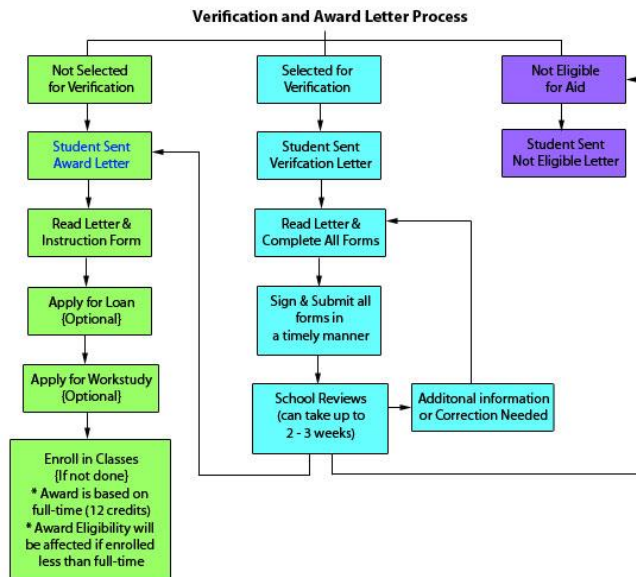 Verification and Award Letter Process
Not Selected
for Verification
Selected for
Verification
Not Eligible
for Aid
Student Sent
Award Letter
Student Sent
Verifcation Letter
Student Sent
Not Eligible Letter
Read Letter &
Instruction Form
Read Letter &
Complete All Forms
Apply for Loan
{Optional}
Sign & Submit all
forms in
a timely manner
Apply for Workstudy
{Optional}
School Reviews
(can take up to
2 - 3 weeks)
Additonal information
or Correction Needed
Enroll in Classes
{If not done}
* Award is based on
full-time (12 credits)
* Award Eligibility will
be affected if enrolled
less than full-time